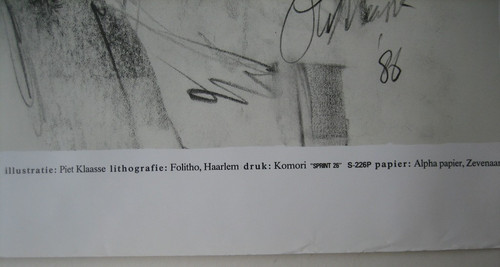 '86
illustratie: Piet Klaasse lithografie: Folitho, Haarlem druk: Komori "SPRINT 26" S-226P papier: Alpha papier, Zevenaar